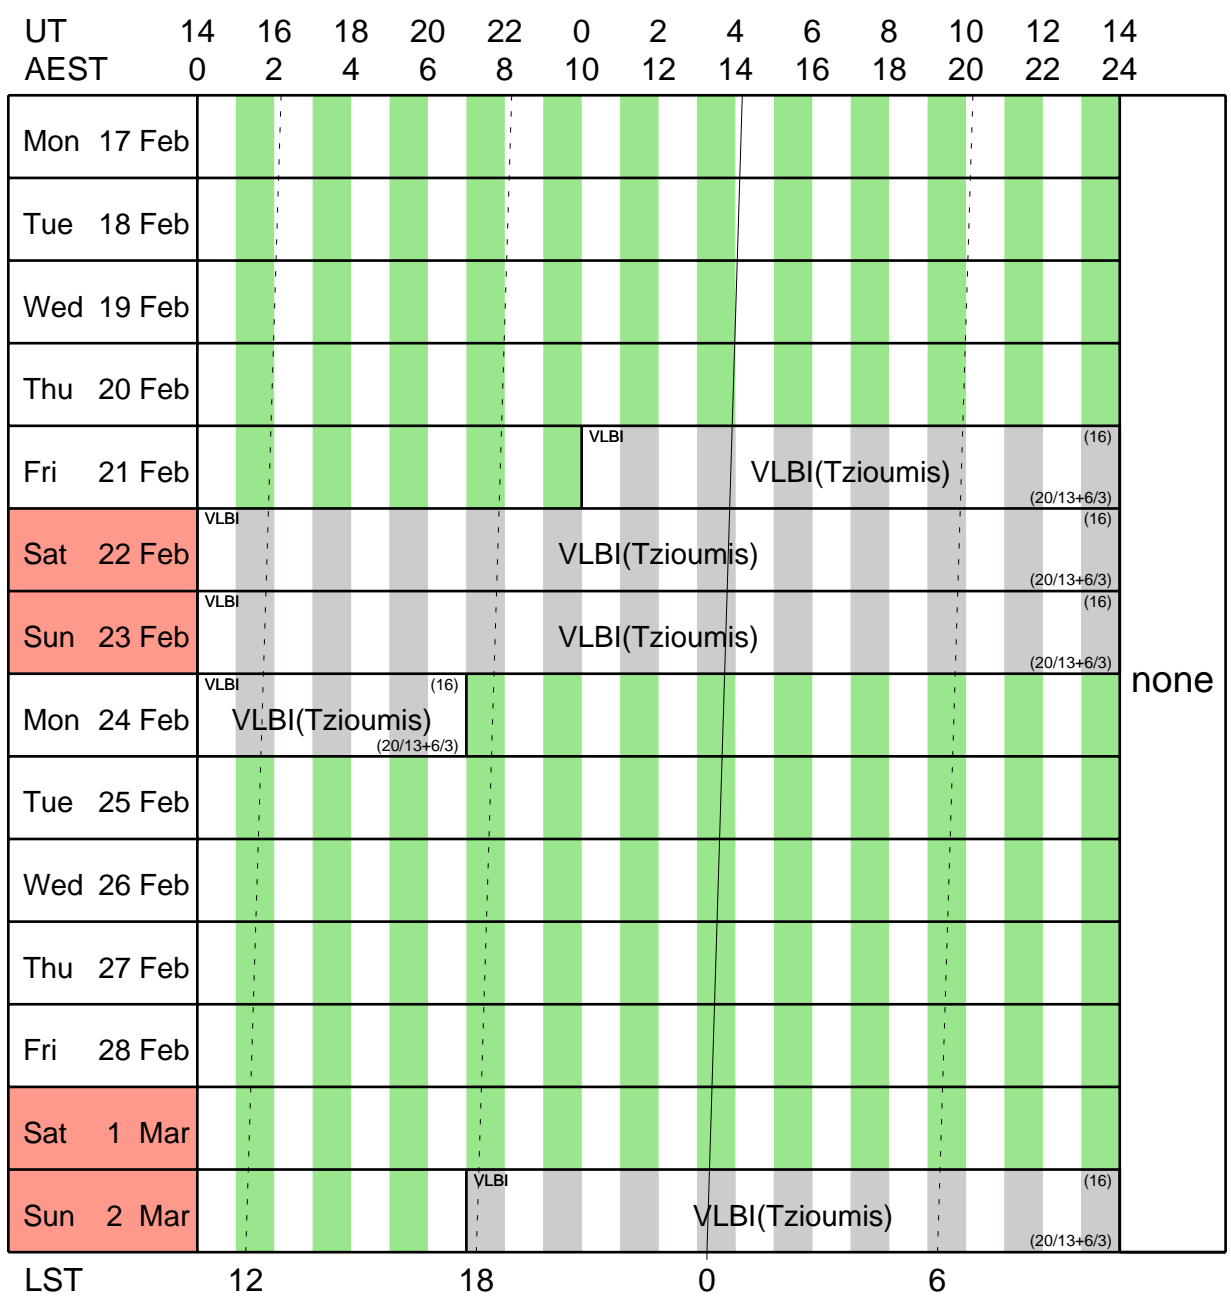 UT 14 16 18 20 22 0 2 4 6 8 10 12 14
AEST 0 2 4 6 8 10 12 14 16 18 20 22 24
Mon 17 Feb
Tue 18 Feb
Wed 19 Feb
Thu 20 Feb
VLBI (16)
Fri 21 Feb VLBI(Tzioumis)
(20/13+6/3)
VLBI (16)
Sat 22 Feb VLBI(Tzioumis)
(20/13+6/3)
VLBI (16)
Sun 23 Feb VLBI(Tzioumis)
(20/13+6/3)
none
VLBI (16)
Mon 24 Feb VLBI(Tzioumis)
(20/13+6/3)
Tue 25 Feb
Wed 26 Feb
Thu 27 Feb
Fri 28 Feb
Sat 1 Mar
VLBI (16)
Sun 2 Mar VLBI(Tzioumis)
(20/13+6/3)
LST 12 18 0 6